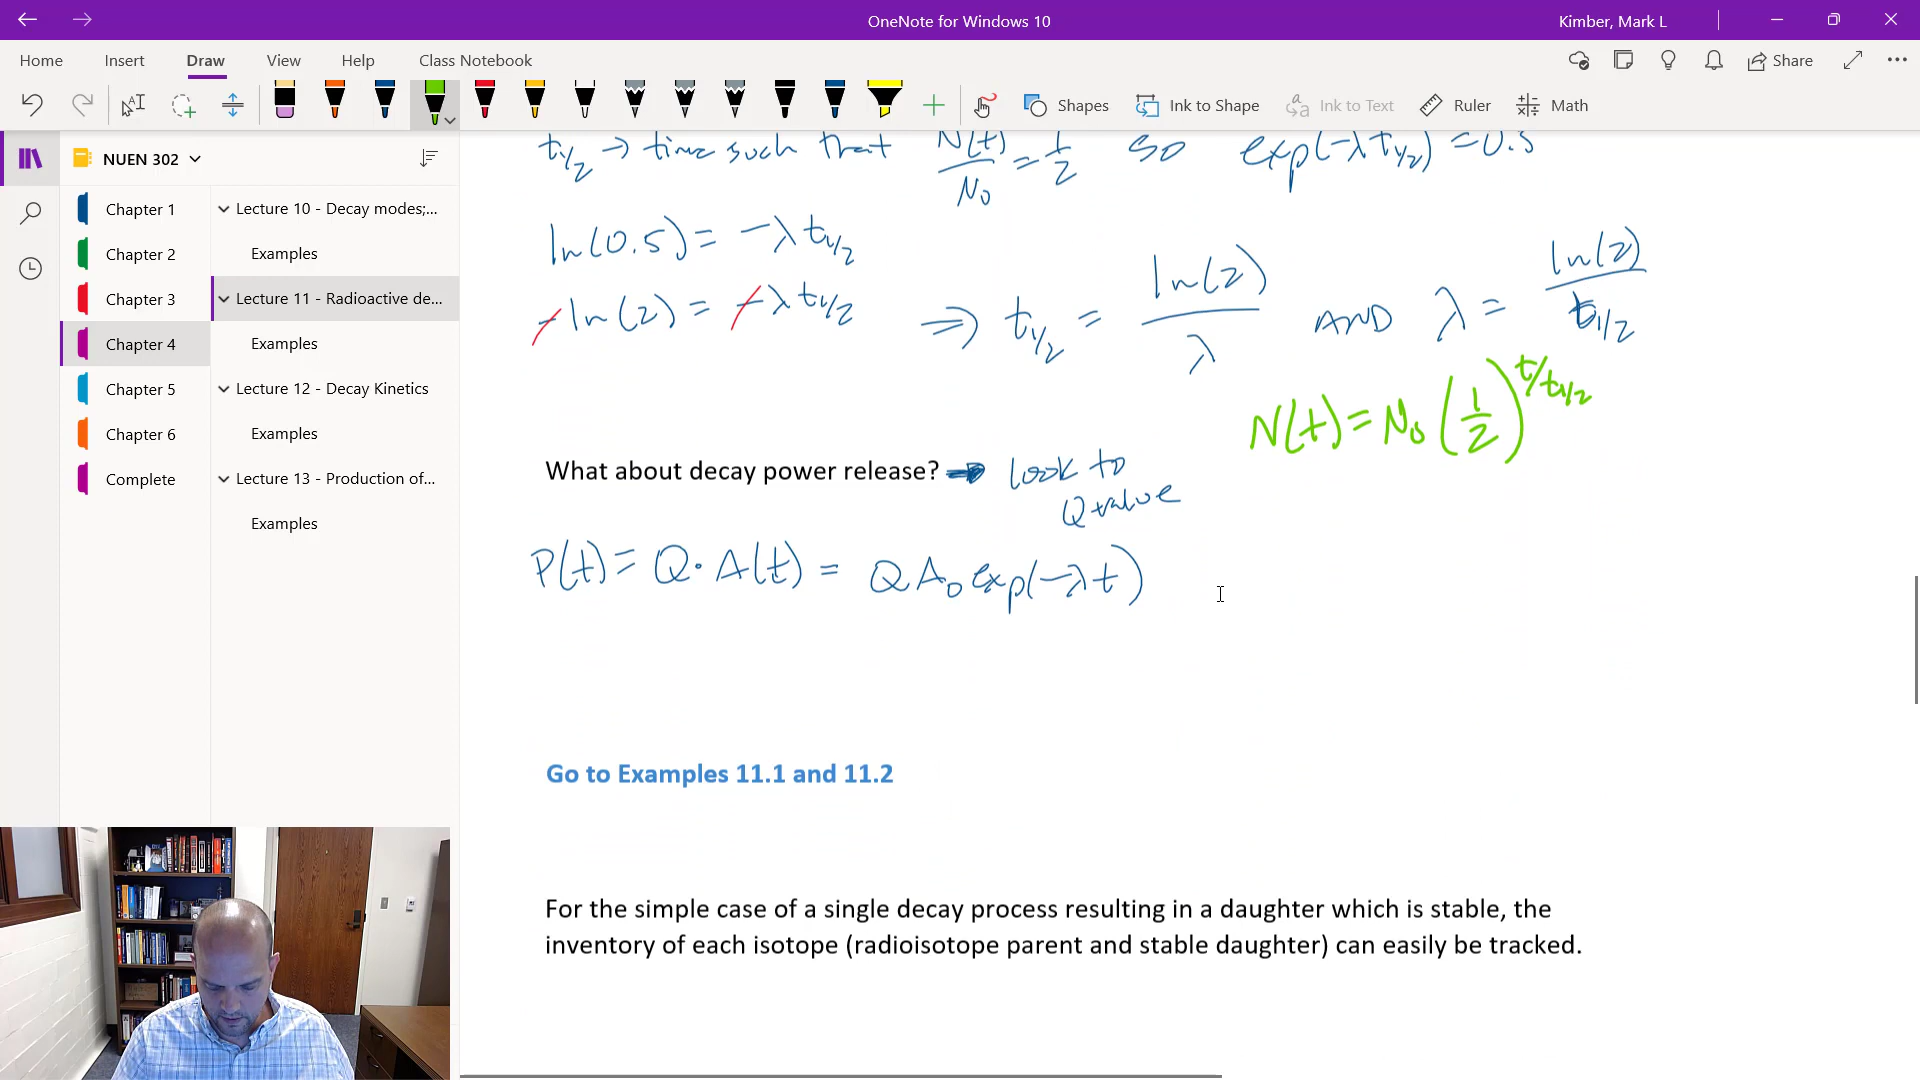 OneNote for Windows 10
Kimber, Mark L
Home Insert Draw View Help Class Notebook
Share
Shapes Ink to Shape Ink to Text Ruler Math
NUEN 302
Chapter 1
Chapter 2
Chapter 3
Chapter 4
Chapter 5
Chapter 6
Complete
Lecture 10 - Decay modes;...
Examples
Lecture 11 - Radioactive de...
Examples
Lecture 12 - Decay Kinetics
Examples
Lecture 13 - Production of...
Examples
t1/2 → time such that N(t)/N0 = 1/2 so exp(-λt1/2) = 0.5
ln(0.5) = -λt1/2
-ln(2) = -λt1/2 ⇒ t1/2 = ln(2)/λ AND λ = ln(2)/t1/2
N(t) = N0 (1/2)^t/t1/2
What about decay power release? → look to
Q value
P(t) = Q·A(t) = QA0 exp(-λt)
Go to Examples 11.1 and 11.2
For the simple case of a single decay process resulting in a daughter which is stable, the
inventory of each isotope (radioisotope parent and stable daughter) can easily be tracked.